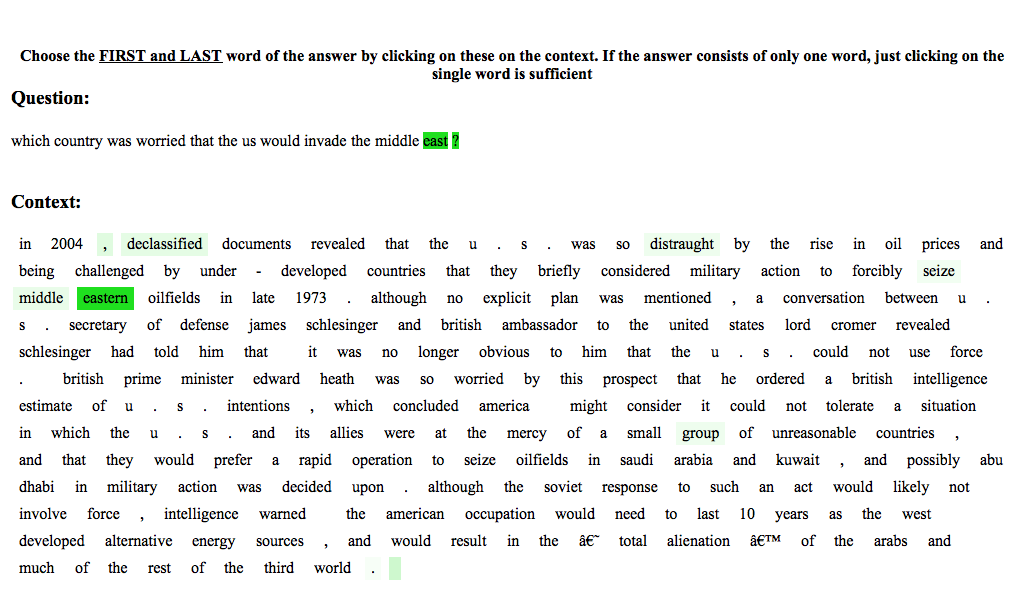 Choose the FIRST and LAST word of the answer by clicking on these on the context. If the answer consists of only one word, just clicking on the
single word is sufficient
Question:
which country was worried that the us would invade the middle east ?
Context:
in 2004 , declassified documents revealed that the u . s . was so distraught by the rise in oil prices and
being challenged by under - developed countries that they briefly considered military action to forcibly seize
middle eastern oilfields in late 1973 . although no explicit plan was mentioned , a conversation between u .
s . secretary of defense james schlesinger and british ambassador to the united states lord cromer revealed
schlesinger had told him that it was no longer obvious to him that the u . s . could not use force
. british prime minister edward heath was so worried by this prospect that he ordered a british intelligence
estimate of u . s . intentions , which concluded america might consider it could not tolerate a situation
in which the u . s . and its allies were at the mercy of a small group of unreasonable countries ,
and that they would prefer a rapid operation to seize oilfields in saudi arabia and kuwait , and possibly abu
dhabi in military action was decided upon . although the soviet response to such an act would likely not
involve force , intelligence warned the american occupation would need to last 10 years as the west
developed alternative energy sources , and would result in the â€˜ total alienation â€™ of the arabs and
much of the rest of the third world .